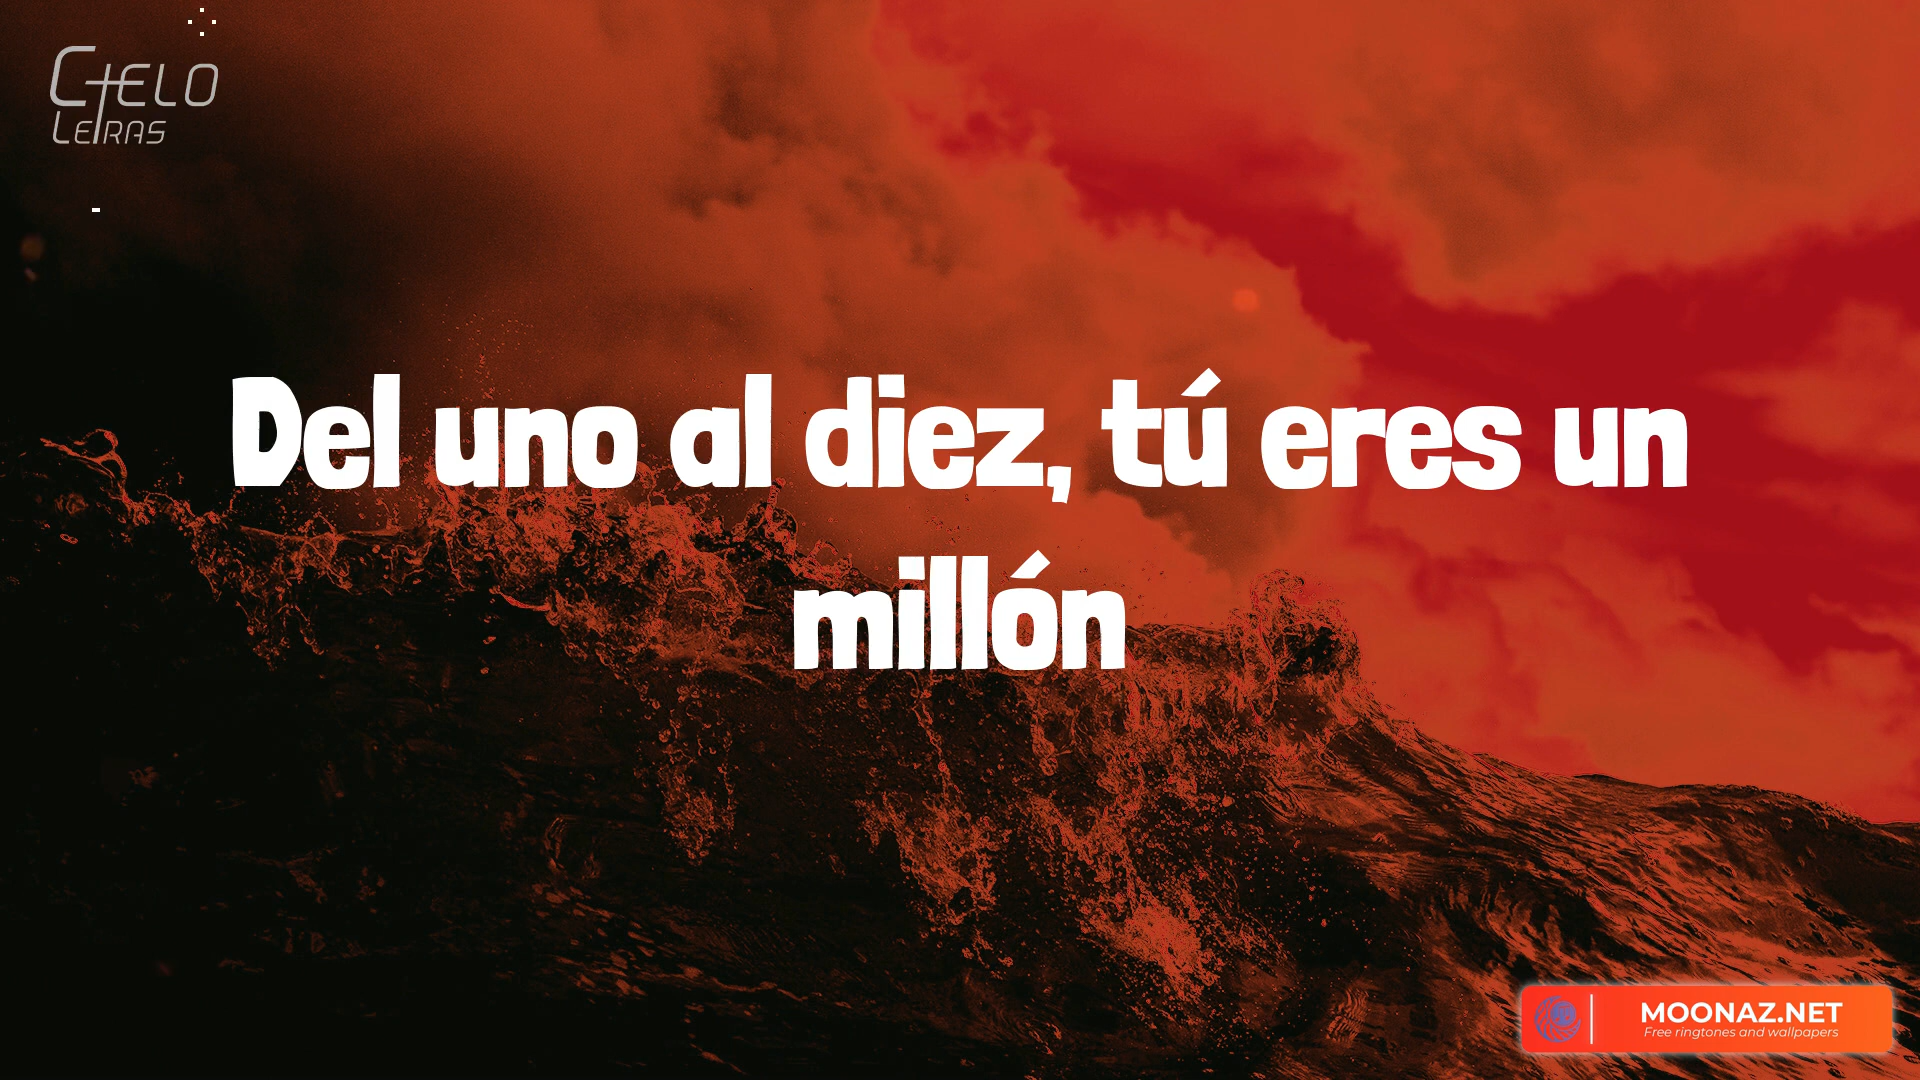 CIELO
LETRAS
Del uno al diez, tú eres un
millón
MOONAZ.NET
Free ringtones and wallpapers